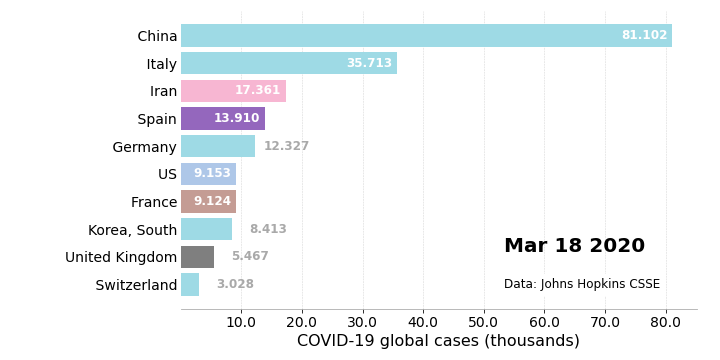 China 81.102
Italy 35.713
Iran 17.361
Spain 13.910
Germany 12.327
US 9.153
France 9.124
Korea, South 8.413
United Kingdom 5.467
Switzerland 3.028
Mar 18 2020
Data: Johns Hopkins CSSE
10.0 20.0 30.0 40.0 50.0 60.0 70.0 80.0
COVID-19 global cases (thousands)